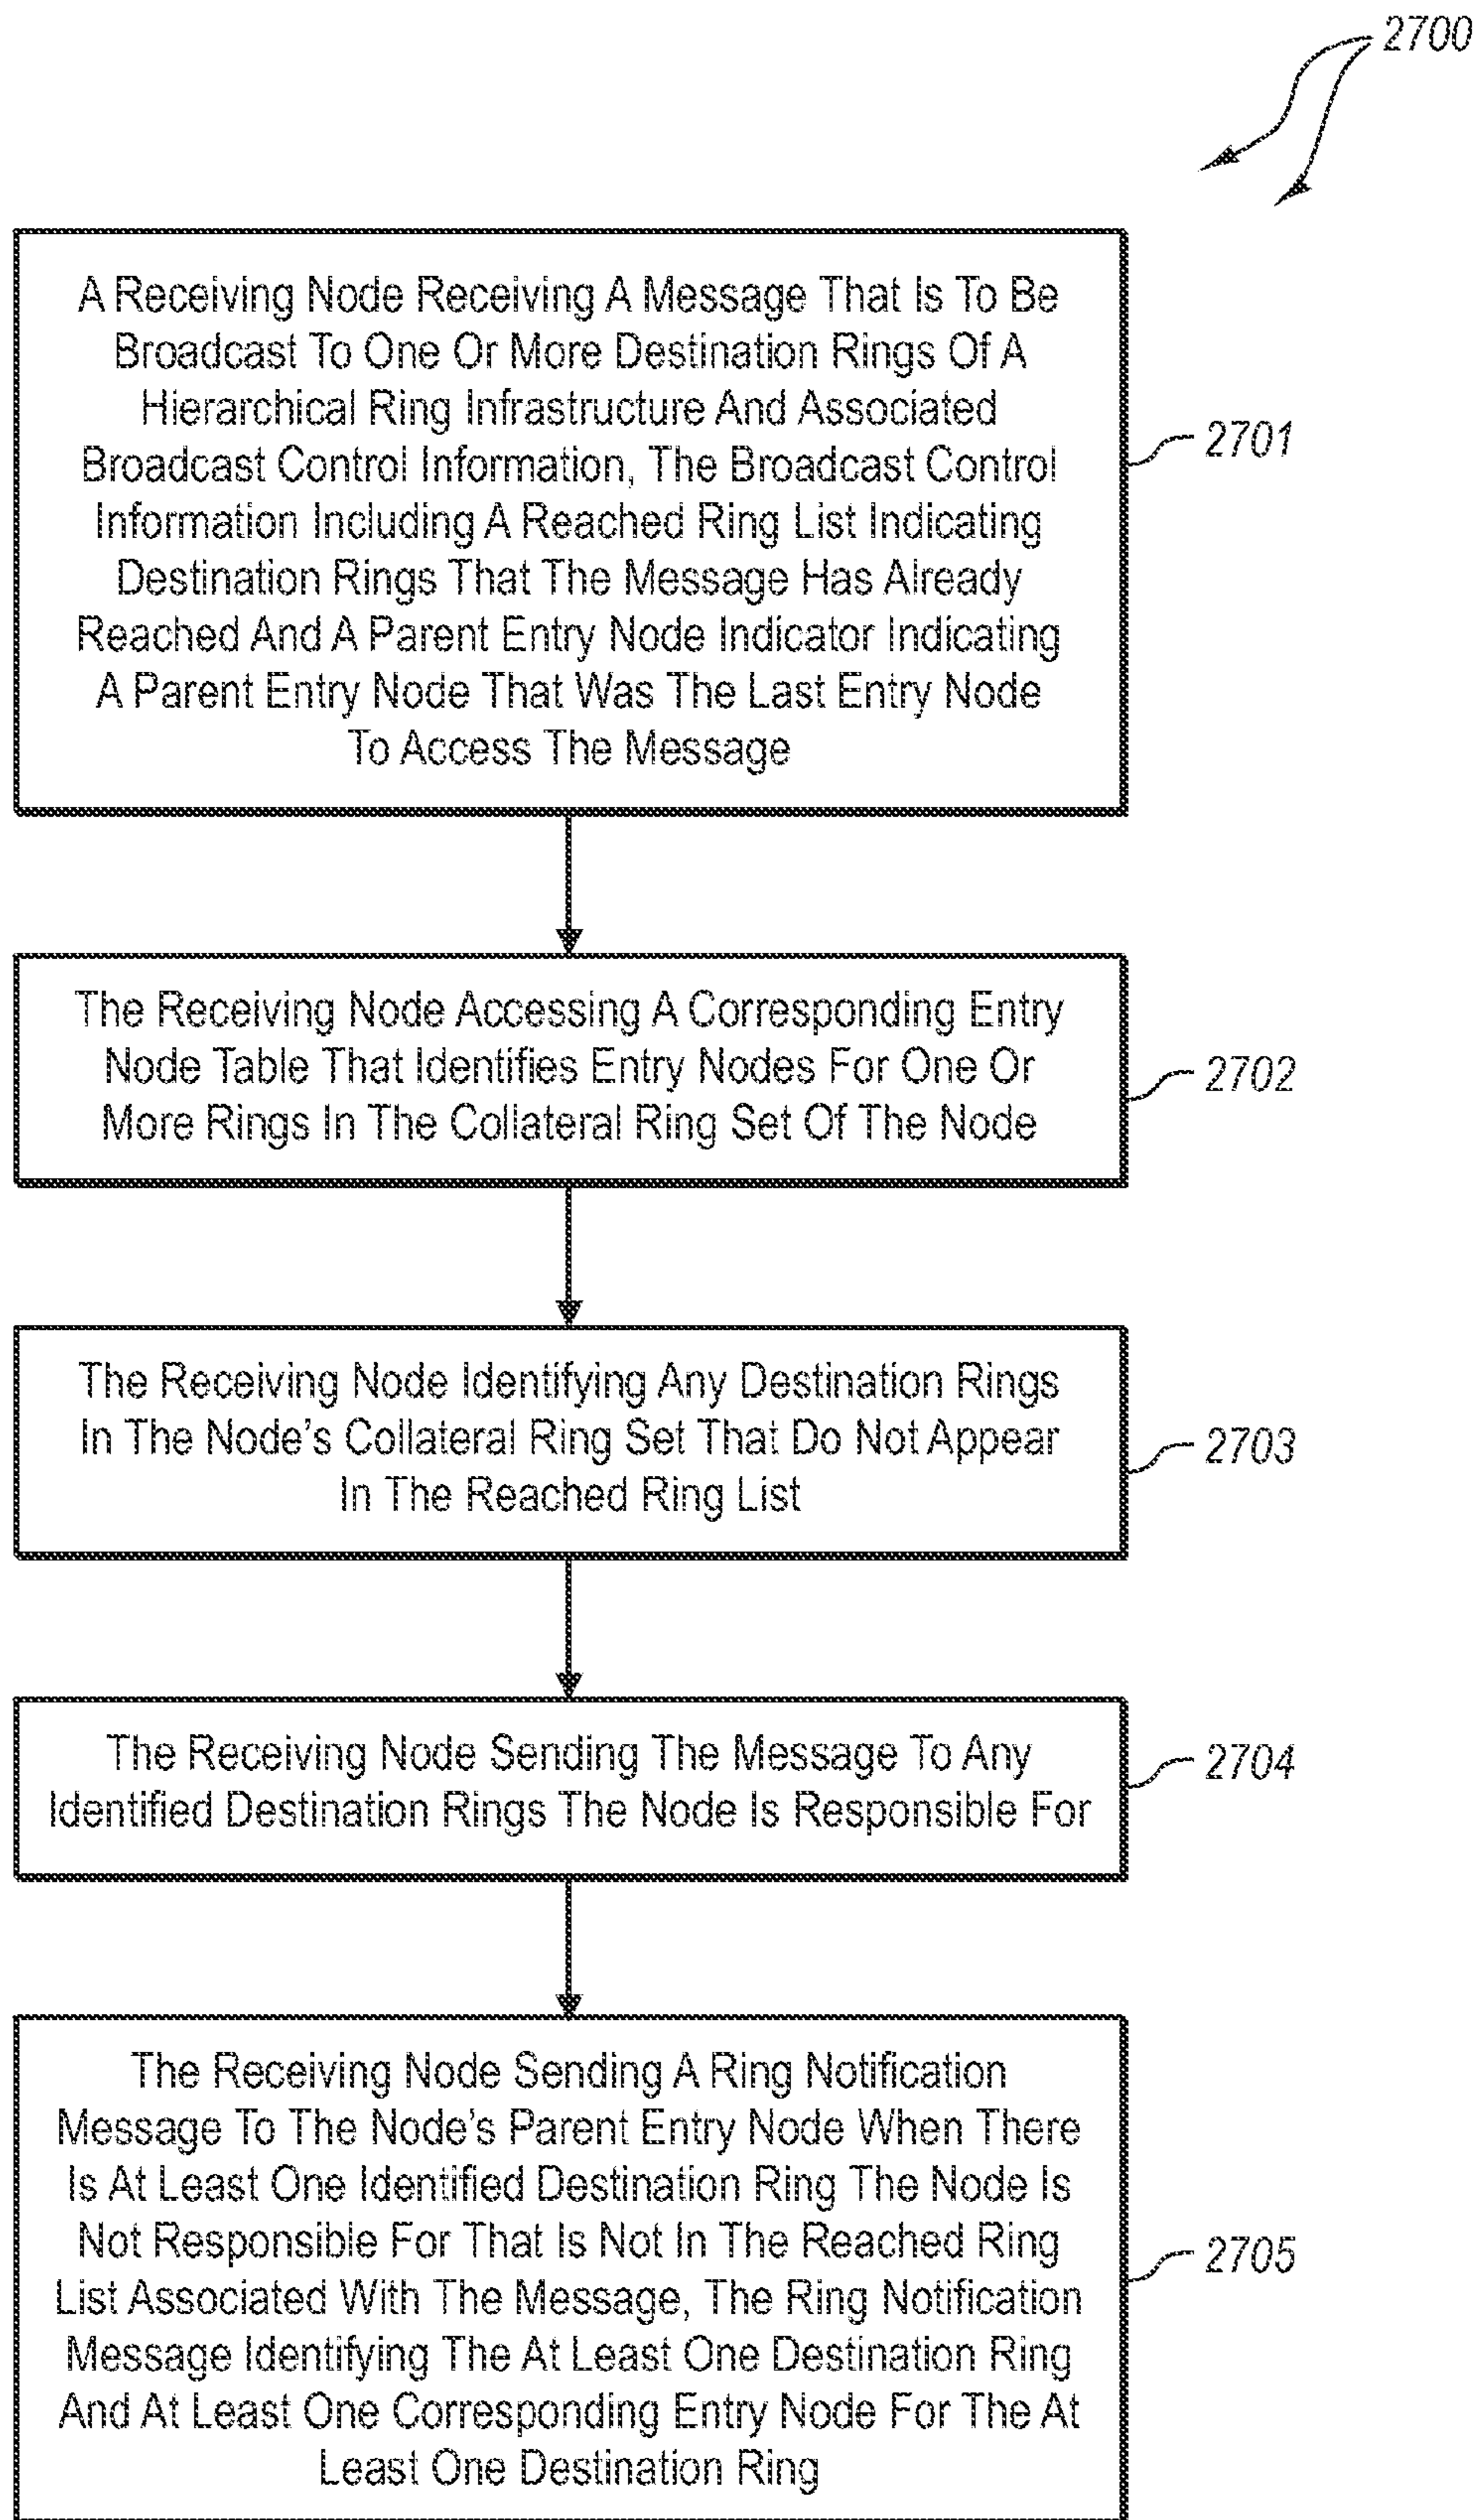 2700
A Receiving Node Receiving A Message That Is To Be
Broadcast To One Or More Destination Rings Of A
Hierarchical Ring Infrastructure And Associated
Broadcast Control Information, The Broadcast Control
Information Including A Reached Ring List Indicating
Destination Rings That The Message Has Already
Reached And A Parent Entry Node Indicator Indicating
A Parent Entry Node That Was The Last Entry Node
To Access The Message
2701
The Receiving Node Accessing A Corresponding Entry
Node Table That Identifies Entry Nodes For One Or
More Rings In The Collateral Ring Set Of The Node
2702
The Receiving Node Identifying Any Destination Rings
In The Node's Collateral Ring Set That Do Not Appear
In The Reached Ring List
2703
The Receiving Node Sending The Message To Any
Identified Destination Rings The Node Is Responsible For
2704
The Receiving Node Sending A Ring Notification
Message To The Node's Parent Entry Node When There
Is At Least One Identified Destination Ring The Node Is
Not Responsible For That Is Not In The Reached Ring
List Associated With The Message, The Ring Notification
Message Identifying The At Least One Destination Ring
And At Least One Corresponding Entry Node For The At
Least One Destination Ring
2705